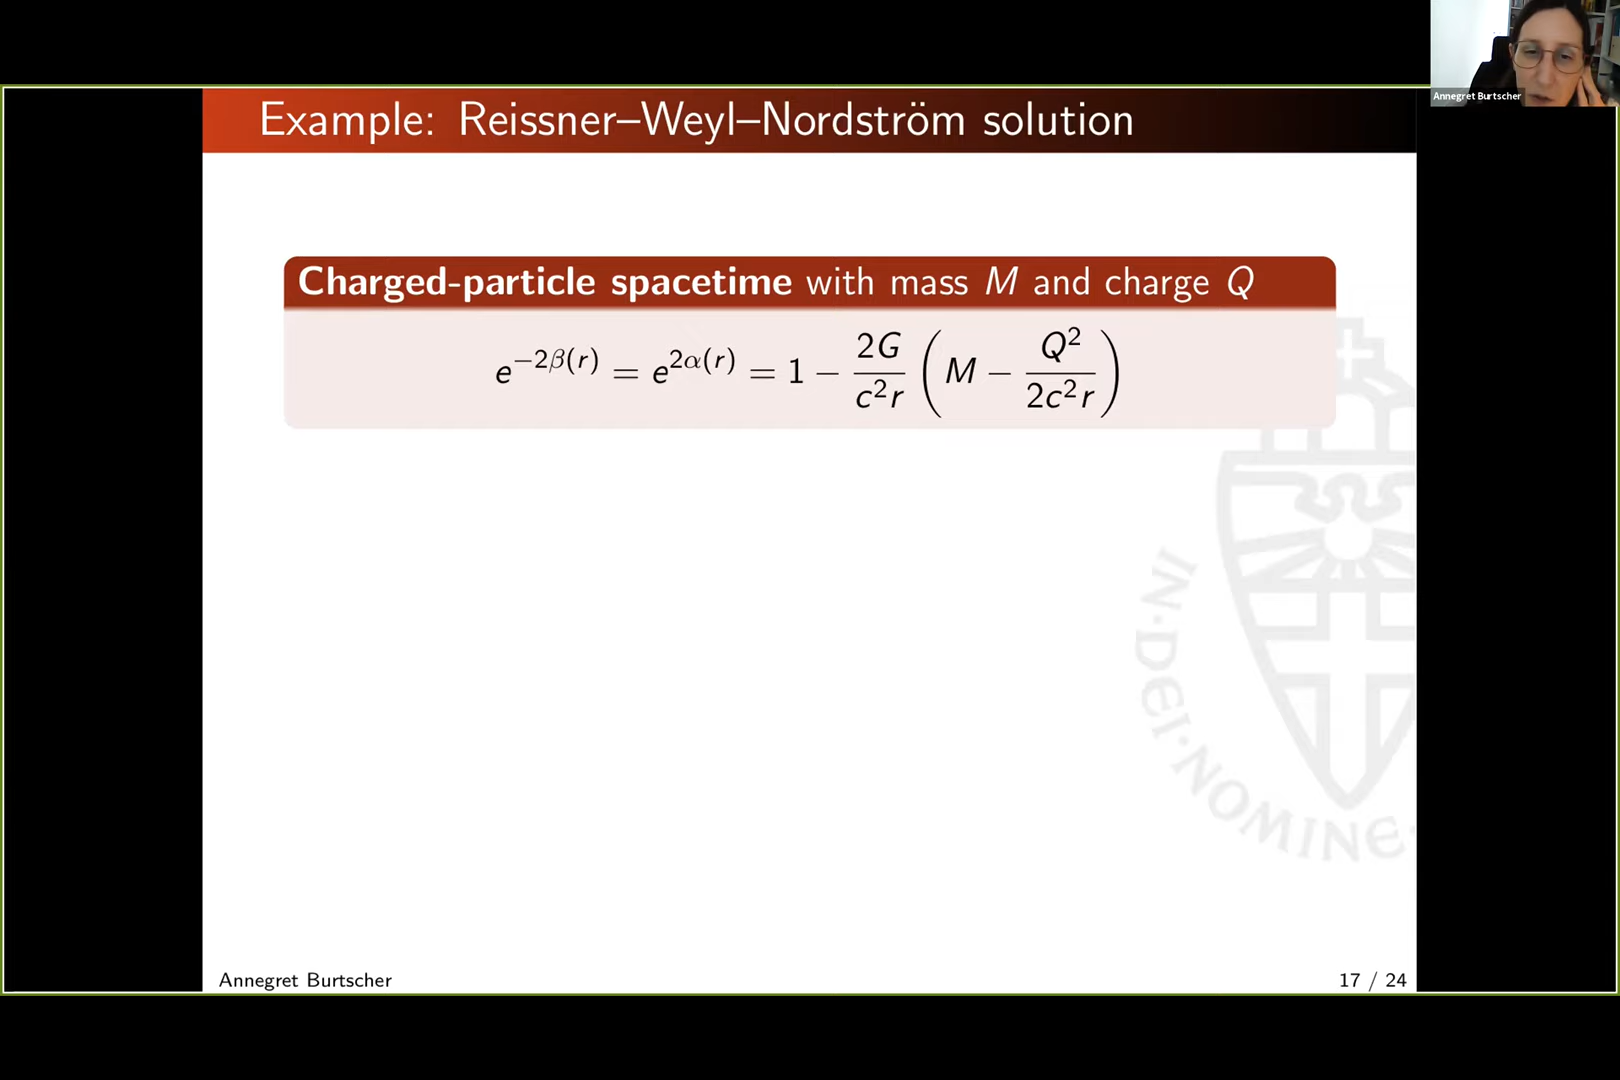 Annegret Burtscher
Example: Reissner–Weyl–Nordström solution
Charged-particle spacetime with mass M and charge Q
e^{−2β(r)} = e^{2α(r)} = 1 − \frac{2G}{c^2 r} \left( M − \frac{Q^2}{2c^2 r} \right)
IN·DEI·NOMINE·
Annegret Burtscher
17 / 24